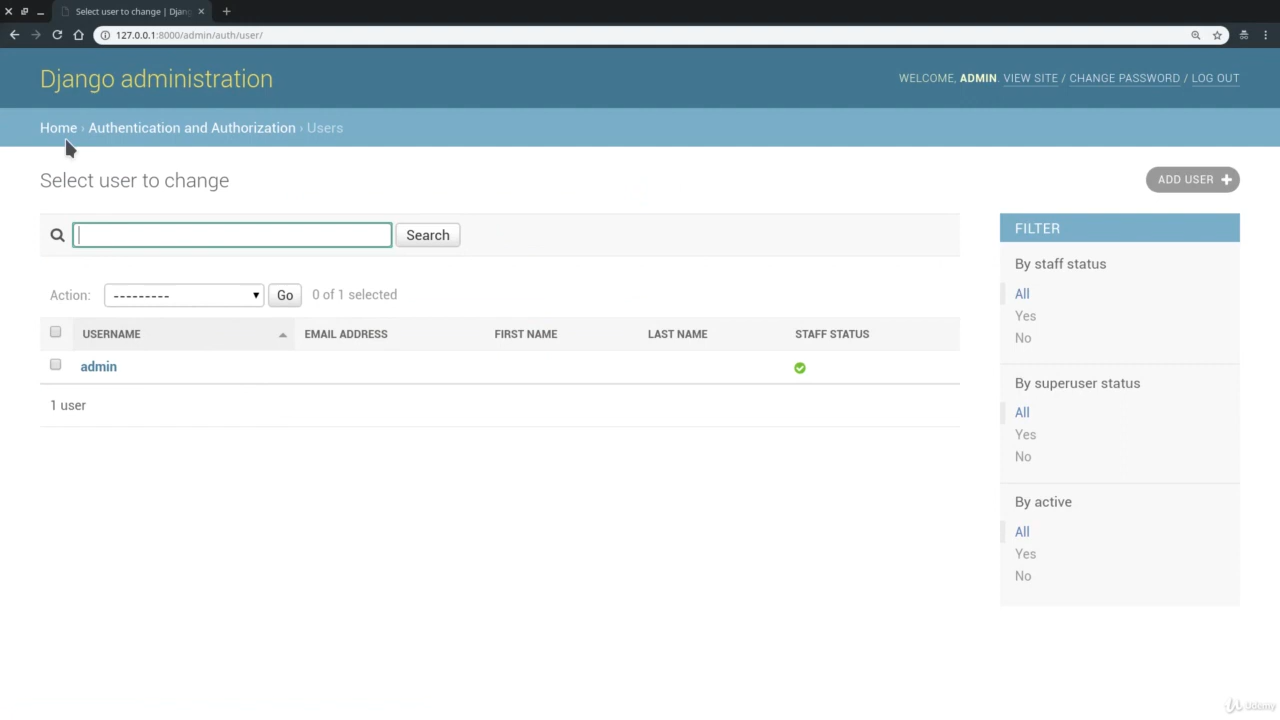 Select user to change | Djang
127.0.0.1:8000/admin/auth/user/
Django administration
WELCOME, ADMIN. VIEW SITE / CHANGE PASSWORD / LOG OUT
Home › Authentication and Authorization › Users
Select user to change
ADD USER +
Search
FILTER
By staff status
All
Yes
No
By superuser status
All
Yes
No
By active
All
Yes
No
Action: --------- Go 0 of 1 selected
USERNAME EMAIL ADDRESS FIRST NAME LAST NAME STAFF STATUS
admin
1 user
Udemy